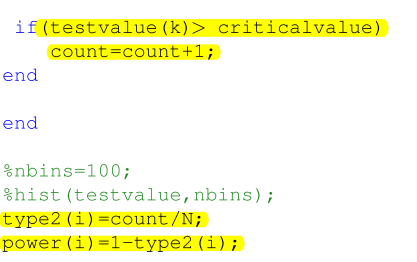 if(testvalue(k)> criticalvalue)
count=count+1;
end
end
%nbins=100;
%hist(testvalue,nbins);
type2(i)=count/N;
power(i)=1-type2(i);